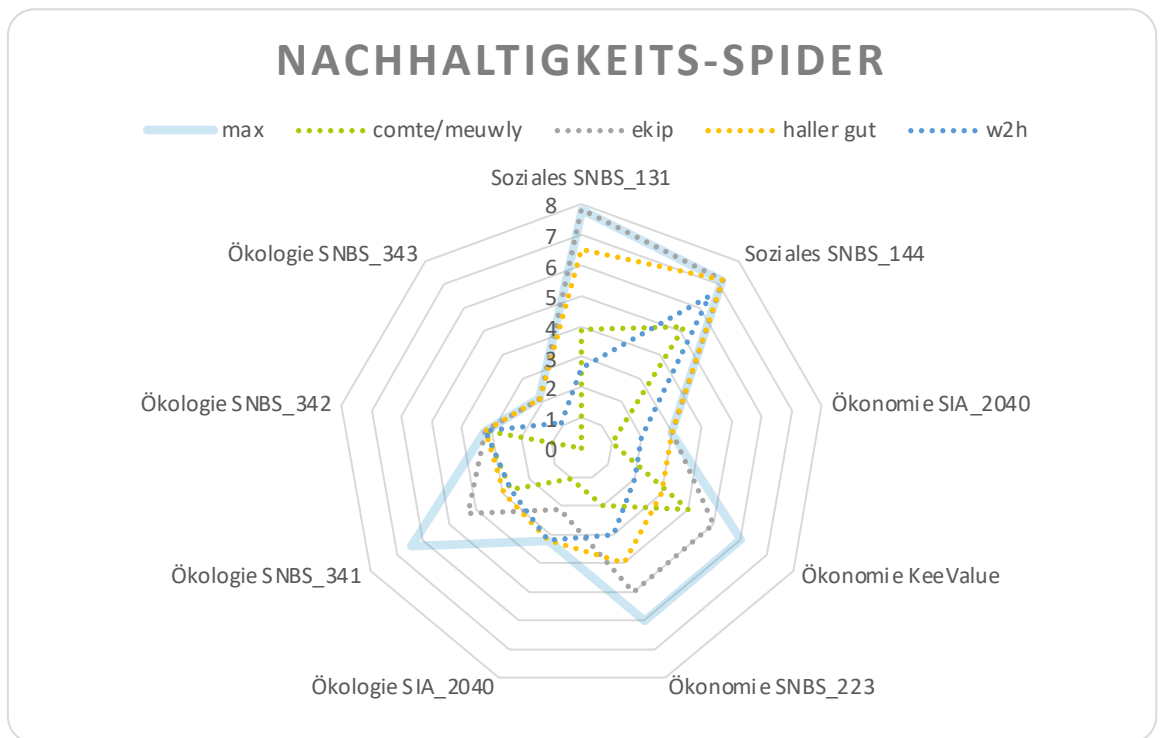 NACHHALTIGKEITS-SPIDER
max comte/meuwly ekip haller gut w2h
Soziales SNBS_131
8
7
6
5
4
3
2
1
0
Soziales SNBS_144
Ökonomie SIA_2040
Ökonomie KeeValue
Ökonomie SNBS_223
Ökologie SIA_2040
Ökologie SNBS_341
Ökologie SNBS_342
Ökologie SNBS_343